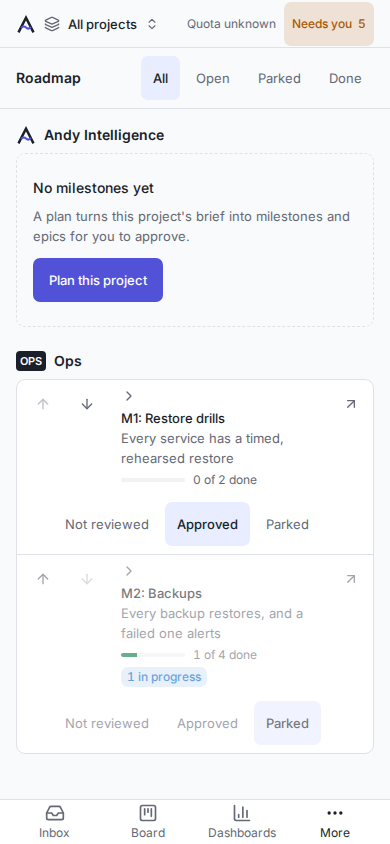 All projects
Quota unknown
Needs you 5
Roadmap
All
Open
Parked
Done
Andy Intelligence
No milestones yet
A plan turns this project's brief into milestones and
epics for you to approve.
Plan this project
OPS Ops
M1: Restore drills
Every service has a timed,
rehearsed restore
0 of 2 done
Not reviewed
Approved
Parked
M2: Backups
Every backup restores, and a
failed one alerts
1 of 4 done
1 in progress
Not reviewed
Approved
Parked
Inbox
Board
Dashboards
More